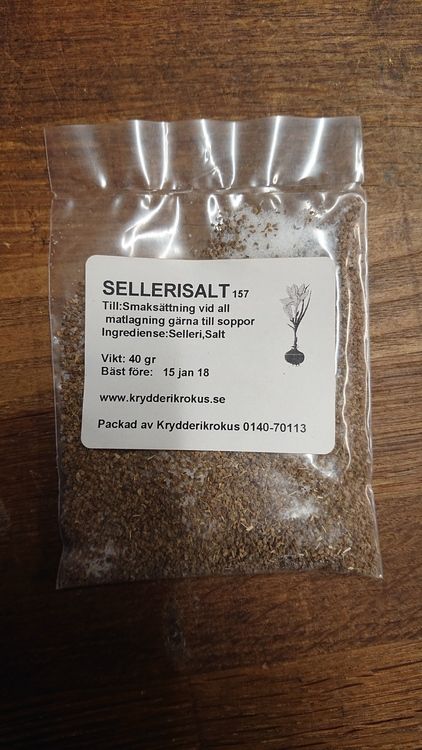 SELLERISALT 157
Till:Smaksättning vid all
matlagning gärna till soppor
Ingrediense:Selleri,Salt
Vikt: 40 gr
Bäst före: 15 jan 18
www.krydderikrokus.se
Packad av Krydderikrokus 0140-70113